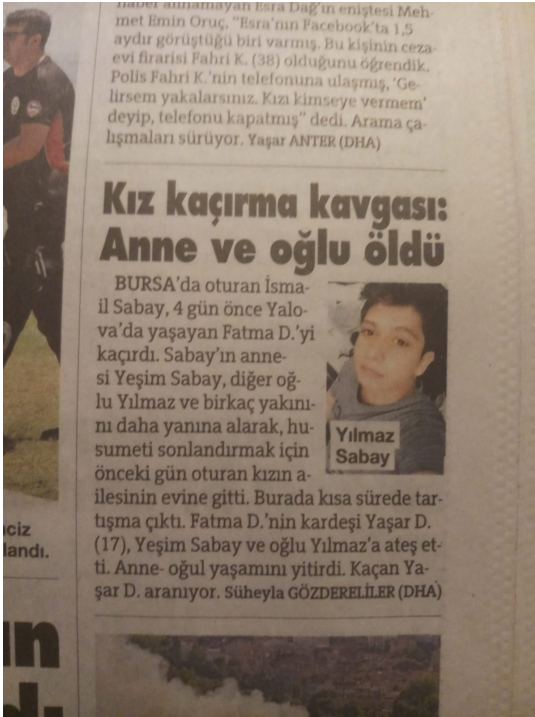 haber alınamayan Esra Dağ'ın eniştesi Meh-
met Emin Oruç, "Esra'nın Facebook'ta 1,5
aydır görüştüğü biri varmış. Bu kişinin ceza-
evi firarisi Fahri K. (38) olduğunu öğrendik.
Polis Fahri K.'nin telefonuna ulaşmış, 'Ge-
lirsem yakalarsınız. Kızı kimseye vermem'
deyip, telefonu kapatmış" dedi. Arama ça-
lışmaları sürüyor. Yaşar ANTER (DHA)
Kız kaçırma kavgası:
Anne ve oğlu öldü
BURSA'da oturan İsma-
il Sabay, 4 gün önce Yalo-
va'da yaşayan Fatma D.'yi
kaçırdı. Sabay'ın anne-
si Yeşim Sabay, diğer oğ-
lu Yılmaz ve birkaç yakını-
nı daha yanına alarak, hu-
sumeti sonlandırmak için
önceki gün oturan kızın a-
ilesinin evine gitti. Burada kısa sürede tar-
tışma çıktı. Fatma D.'nin kardeşi Yaşar D.
(17), Yeşim Sabay ve oğlu Yılmaz'a ateş et-
ti. Anne- oğul yaşamını yitirdi. Kaçan Ya-
şar D. aranıyor. Süheyla GÖZDERELİLER (DHA)
Yılmaz
Sabay
ciz
landı.